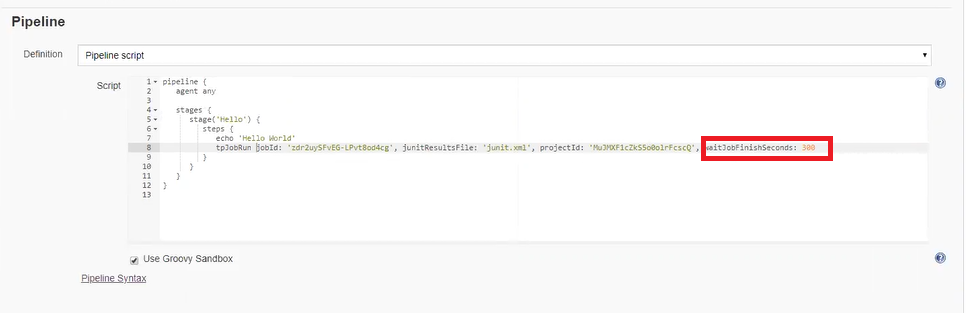 Pipeline
Definition
Pipeline script
Script
1 pipeline {
2 agent any
3
4 stages {
5 stage('Hello') {
6 steps {
7 echo 'Hello World'
8 tpJobRun jobId: 'zdr2uySFvEG-LPvt8od4cg', junitResultsFile: 'junit.xml', projectId: 'MuJMXF1cZkS5o0olrFcscQ', waitJobFinishSeconds: 300
9 }
10 }
11 }
12 }
13
Use Groovy Sandbox
Pipeline Syntax